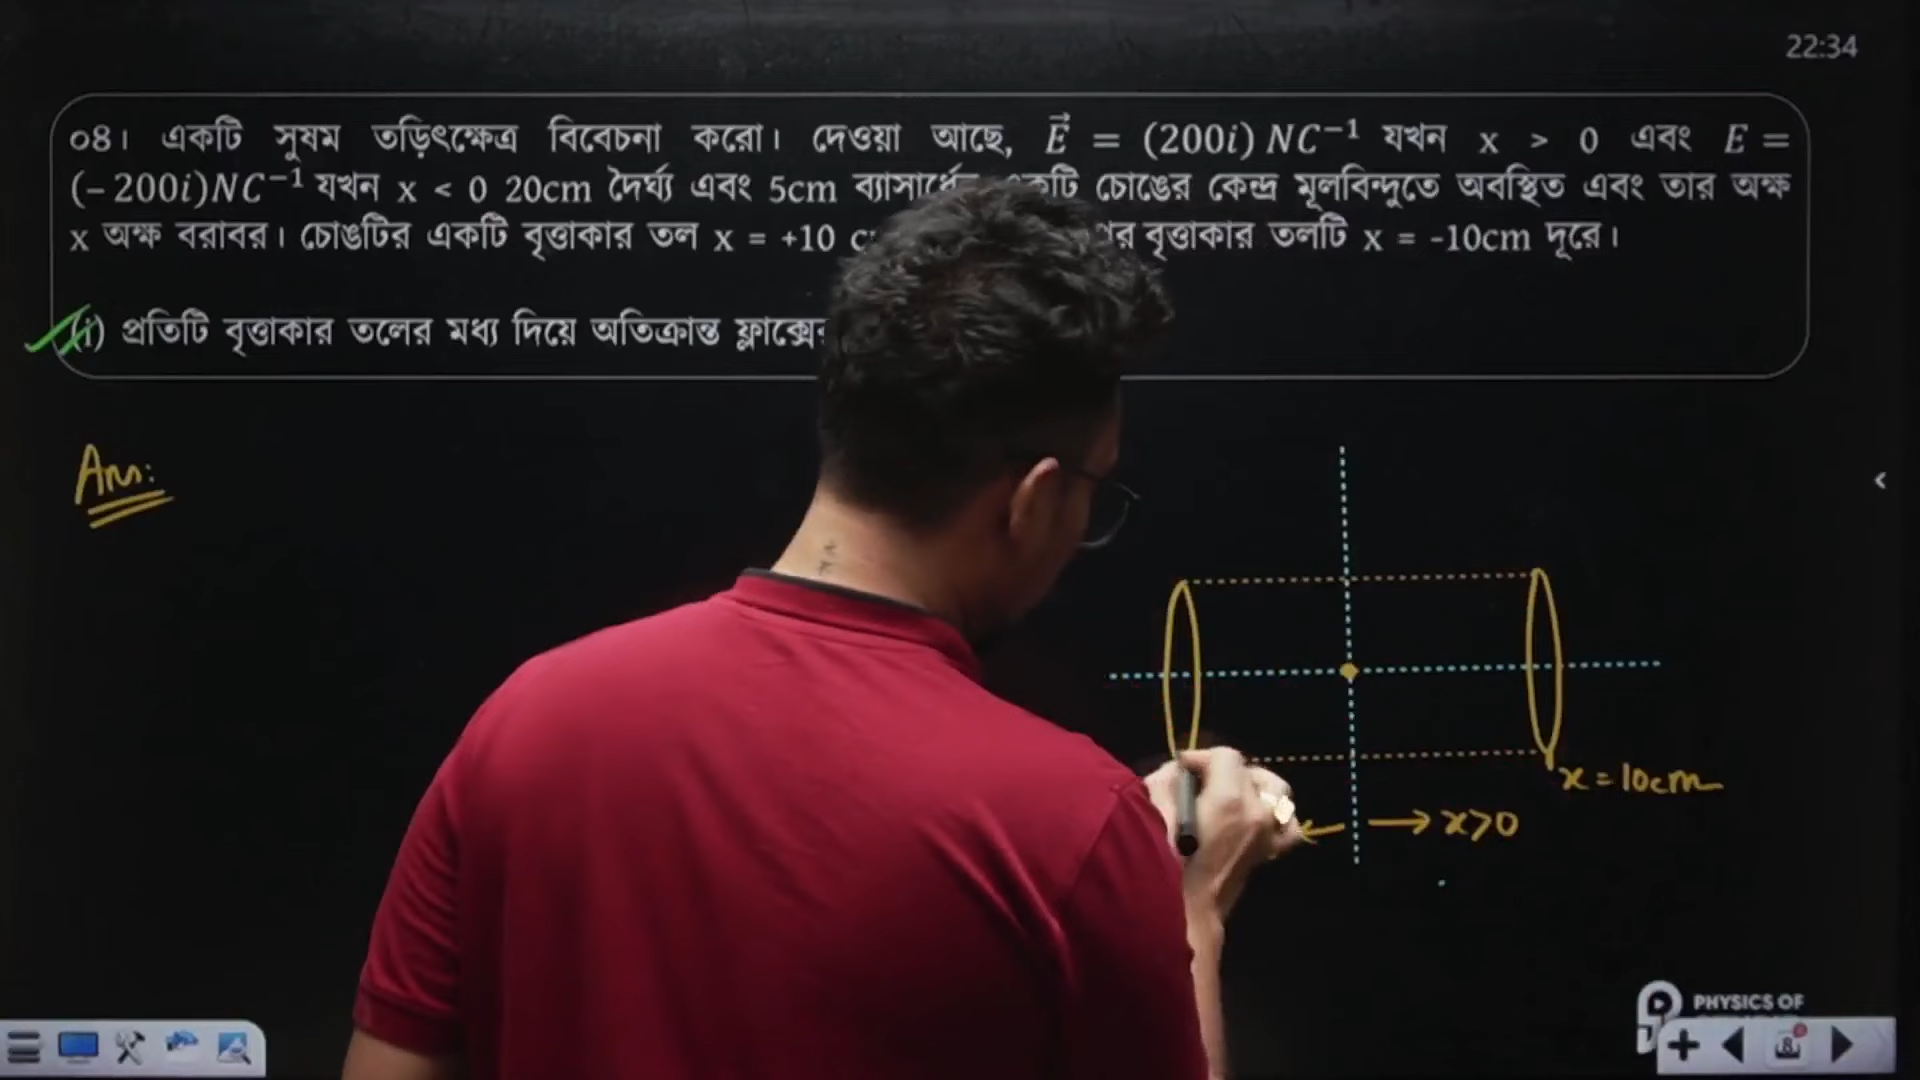 22:34
০৪। একটি সুষম তড়িৎক্ষেত্র বিবেচনা করো। দেওয়া আছে, E⃗ = (200i) NC⁻¹ যখন x > 0 এবং E =
(– 200i)NC⁻¹ যখন x < 0 20cm দৈর্ঘ্য এবং 5cm ব্যাসার্ধের একটি চোঙের কেন্দ্র মূলবিন্দুতে অবস্থিত এবং তার অক্ষ
x অক্ষ বরাবর। চোঙটির একটি বৃত্তাকার তল x = +10 বৃত্তাকার তলটি x = -10cm দূরে।
(i) প্রতিটি বৃত্তাকার তলের মধ্য দিয়ে অতিক্রান্ত
Ans:
x = 10cm
x>0
PHYSICS OF